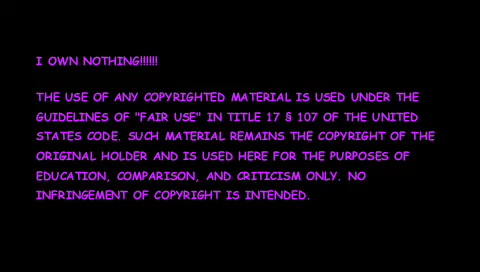 I OWN NOTHING!!!!!!
THE USE OF ANY COPYRIGHTED MATERIAL IS USED UNDER THE
GUIDELINES OF "FAIR USE" IN TITLE 17 § 107 OF THE UNITED
STATES CODE. SUCH MATERIAL REMAINS THE COPYRIGHT OF THE
ORIGINAL HOLDER AND IS USED HERE FOR THE PURPOSES OF
EDUCATION, COMPARISON, AND CRITICISM ONLY. NO
INFRINGEMENT OF COPYRIGHT IS INTENDED.